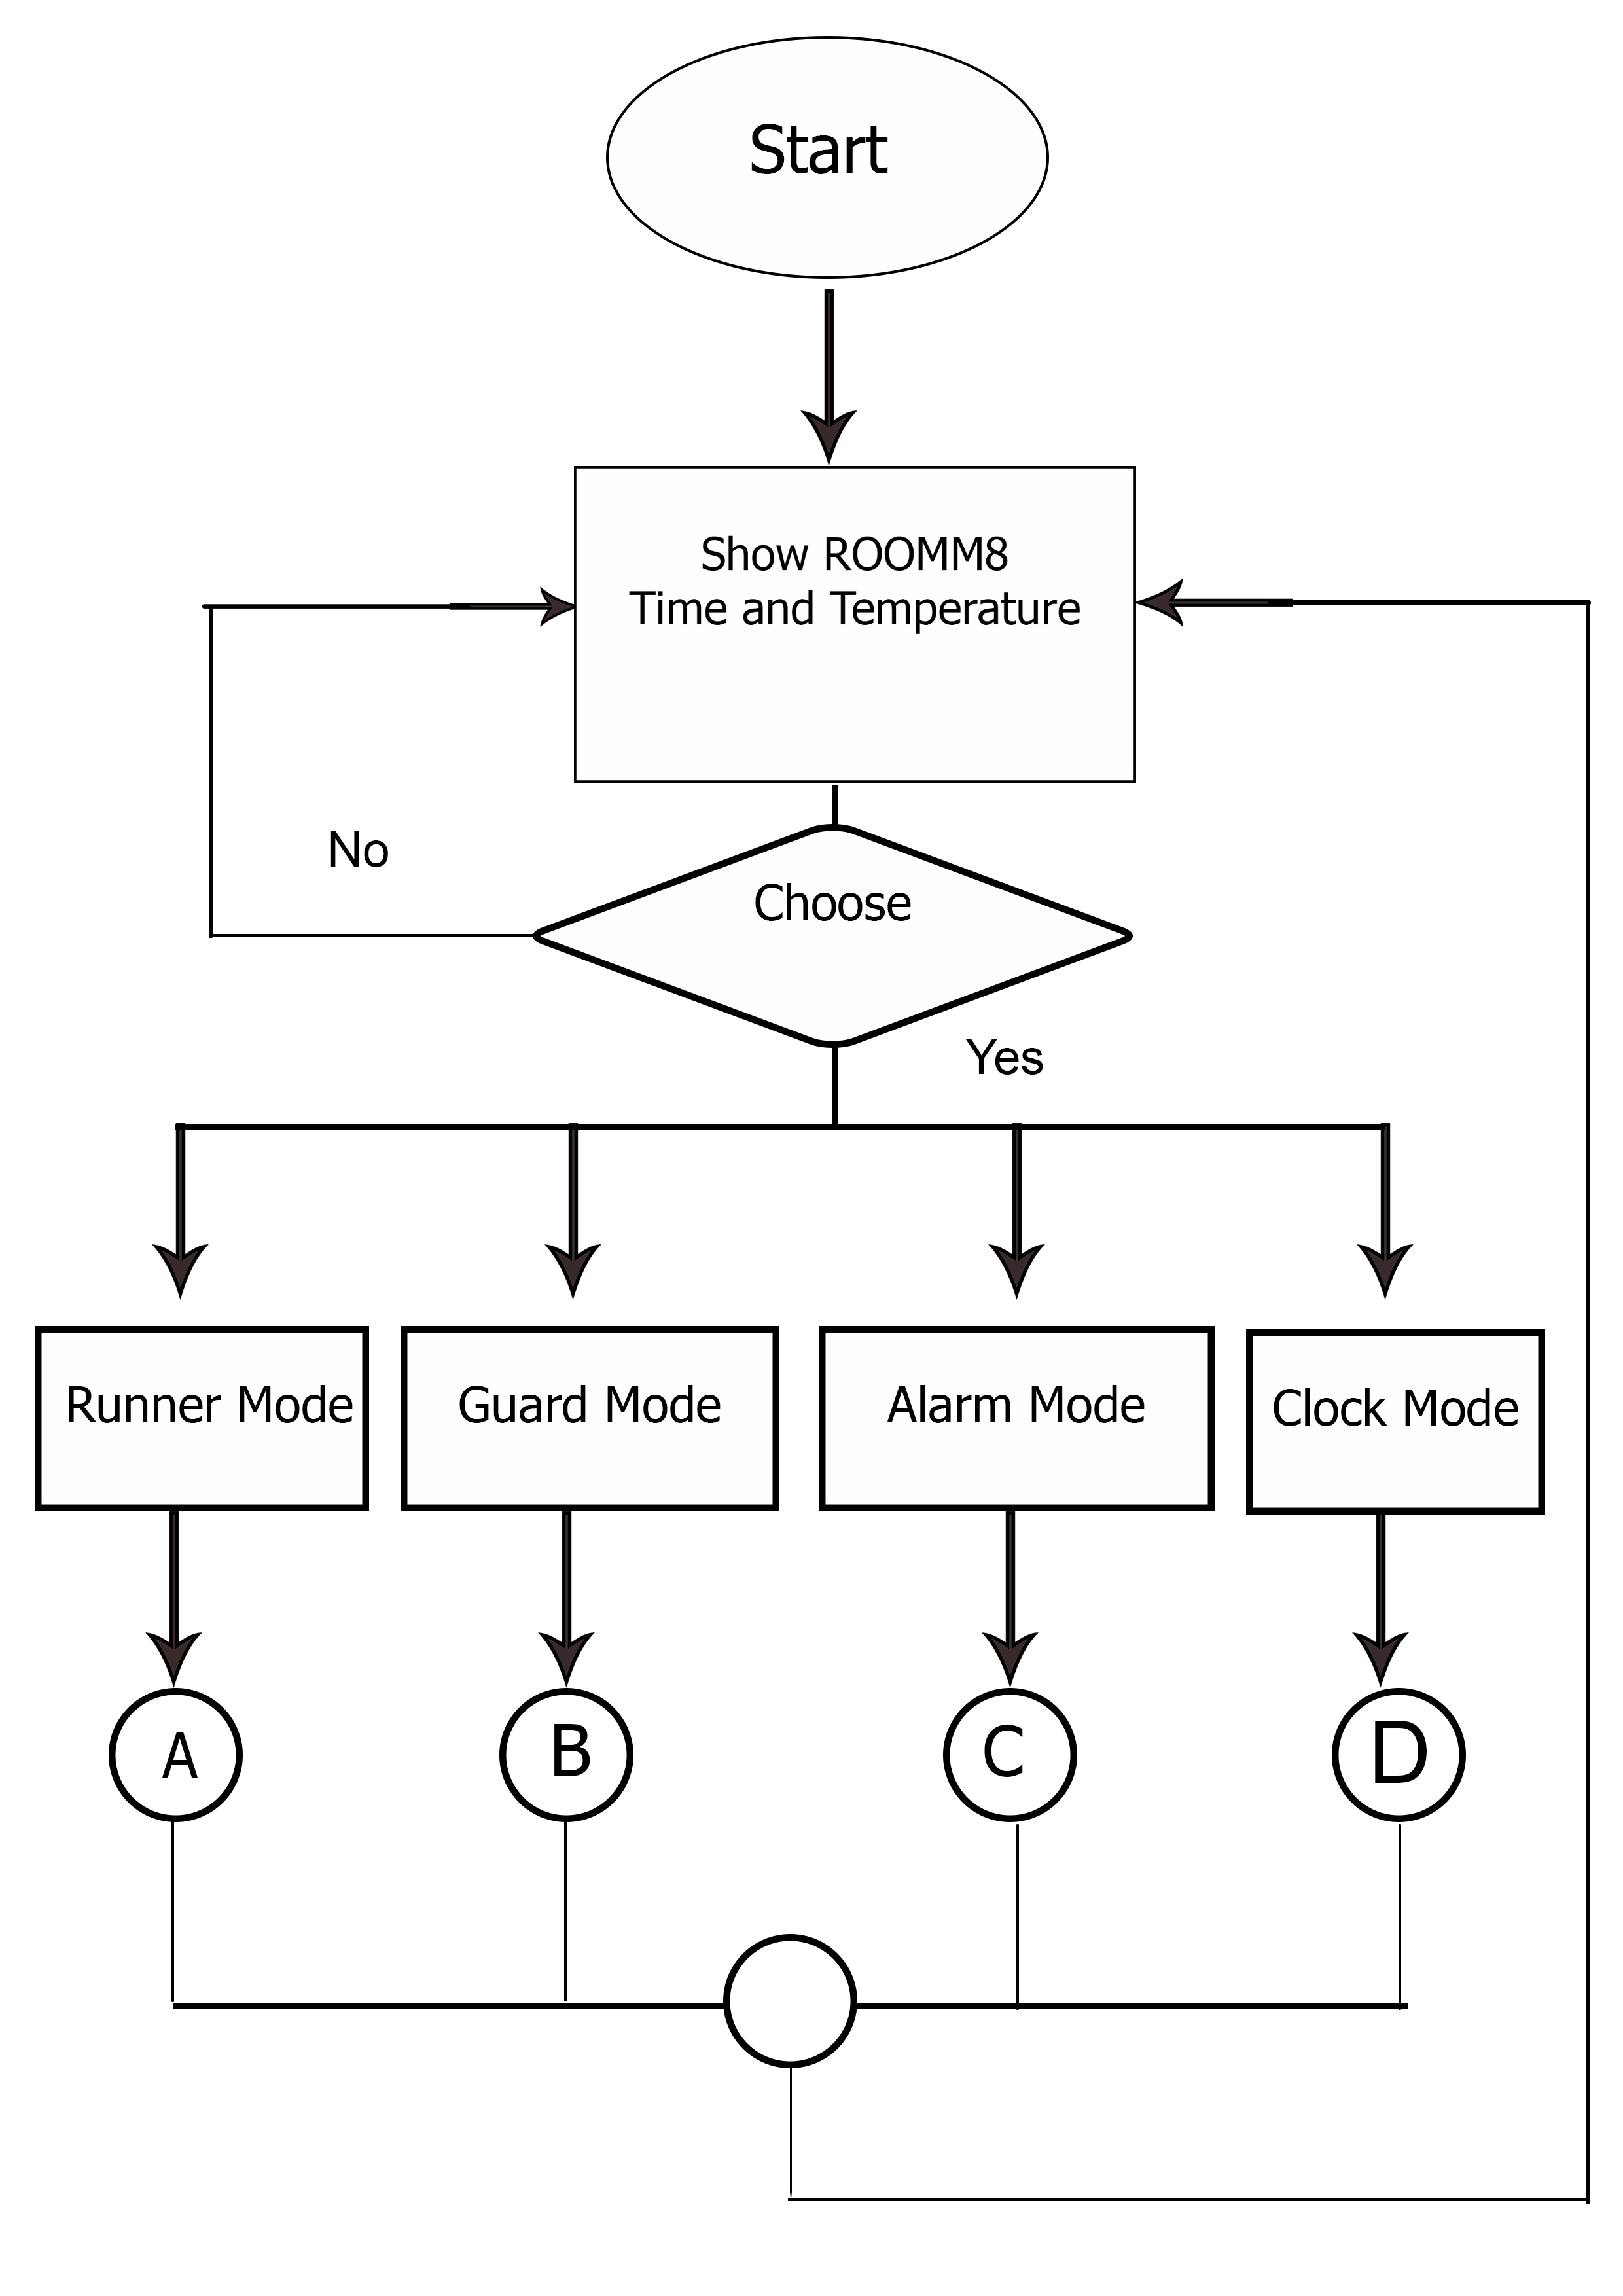 Start
Show ROOMM8
Time and Temperature
No
Choose
Yes
Runner Mode
Guard Mode
Alarm Mode
Clock Mode
A
B
C
D